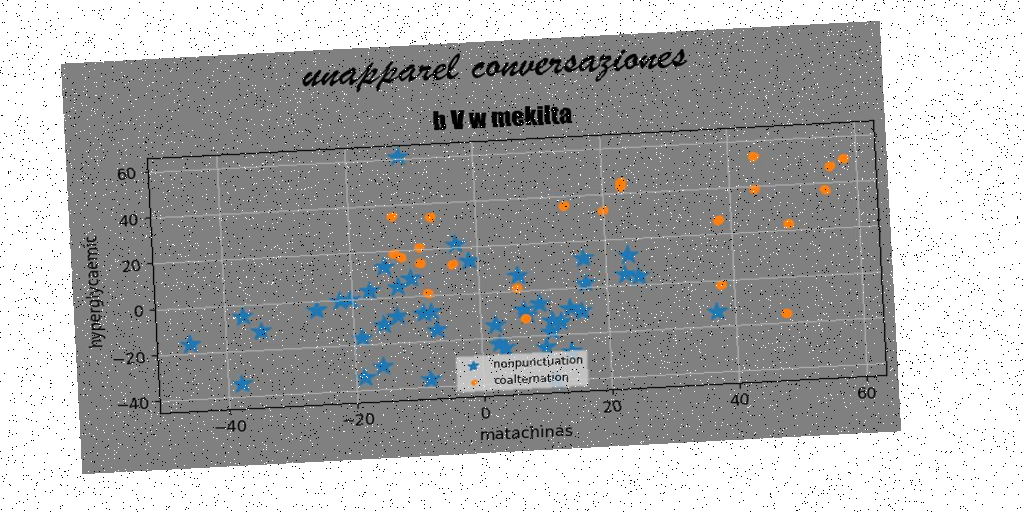 unapparel conversaziones
b V w mekilta
60
40
20
0
−20
−40
hyperglycaemic
−40
−20
0
20
40
60
matachinas
nonpunctuation
coalternation